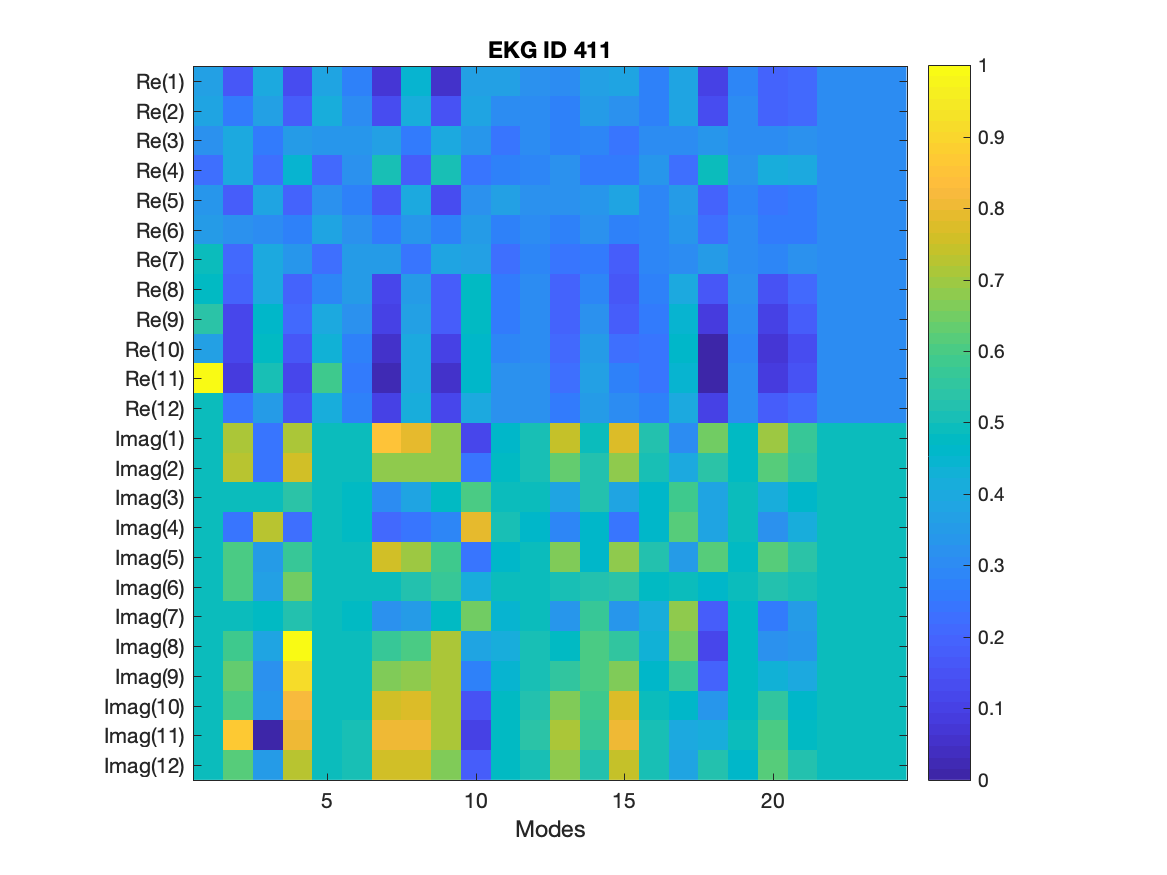 EKG ID 411
Re(1)
Re(2)
Re(3)
Re(4)
Re(5)
Re(6)
Re(7)
Re(8)
Re(9)
Re(10)
Re(11)
Re(12)
Imag(1)
Imag(2)
Imag(3)
Imag(4)
Imag(5)
Imag(6)
Imag(7)
Imag(8)
Imag(9)
Imag(10)
Imag(11)
Imag(12)
5 10 15 20
Modes
1
0.9
0.8
0.7
0.6
0.5
0.4
0.3
0.2
0.1
0